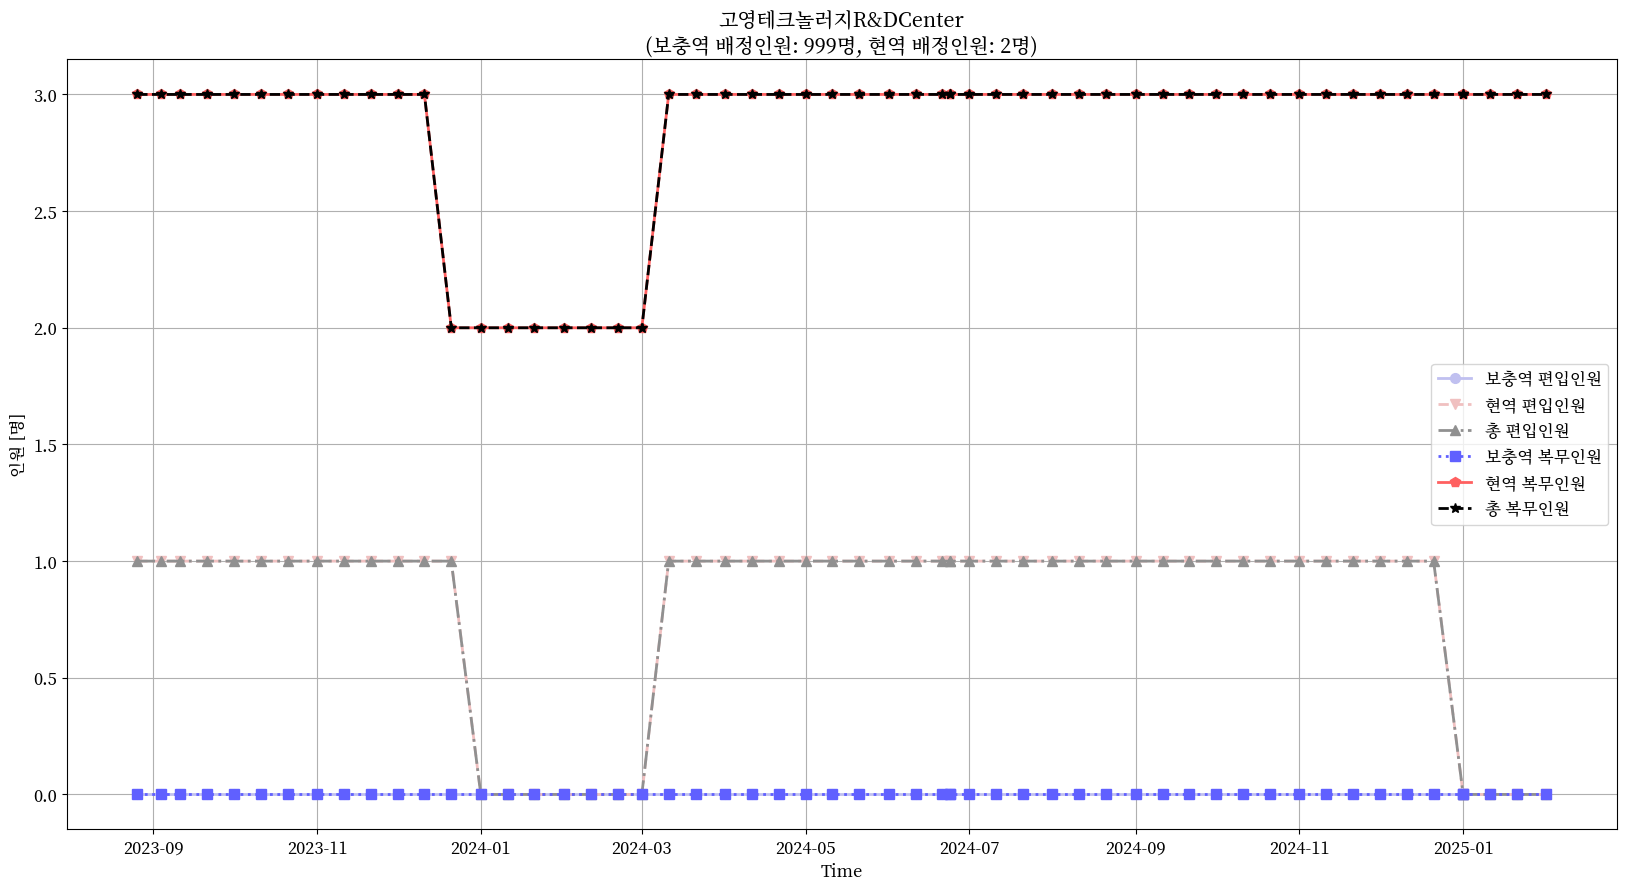 고영테크놀러지R&DCenter
(보충역 배정인원: 999명, 현역 배정인원: 2명)
3.0
2.5
2.0
1.5
1.0
0.5
0.0
인원 [명]
보충역 편입인원
현역 편입인원
총 편입인원
보충역 복무인원
현역 복무인원
총 복무인원
2023-09
2023-11
2024-01
2024-03
2024-05
2024-07
2024-09
2024-11
2025-01
Time